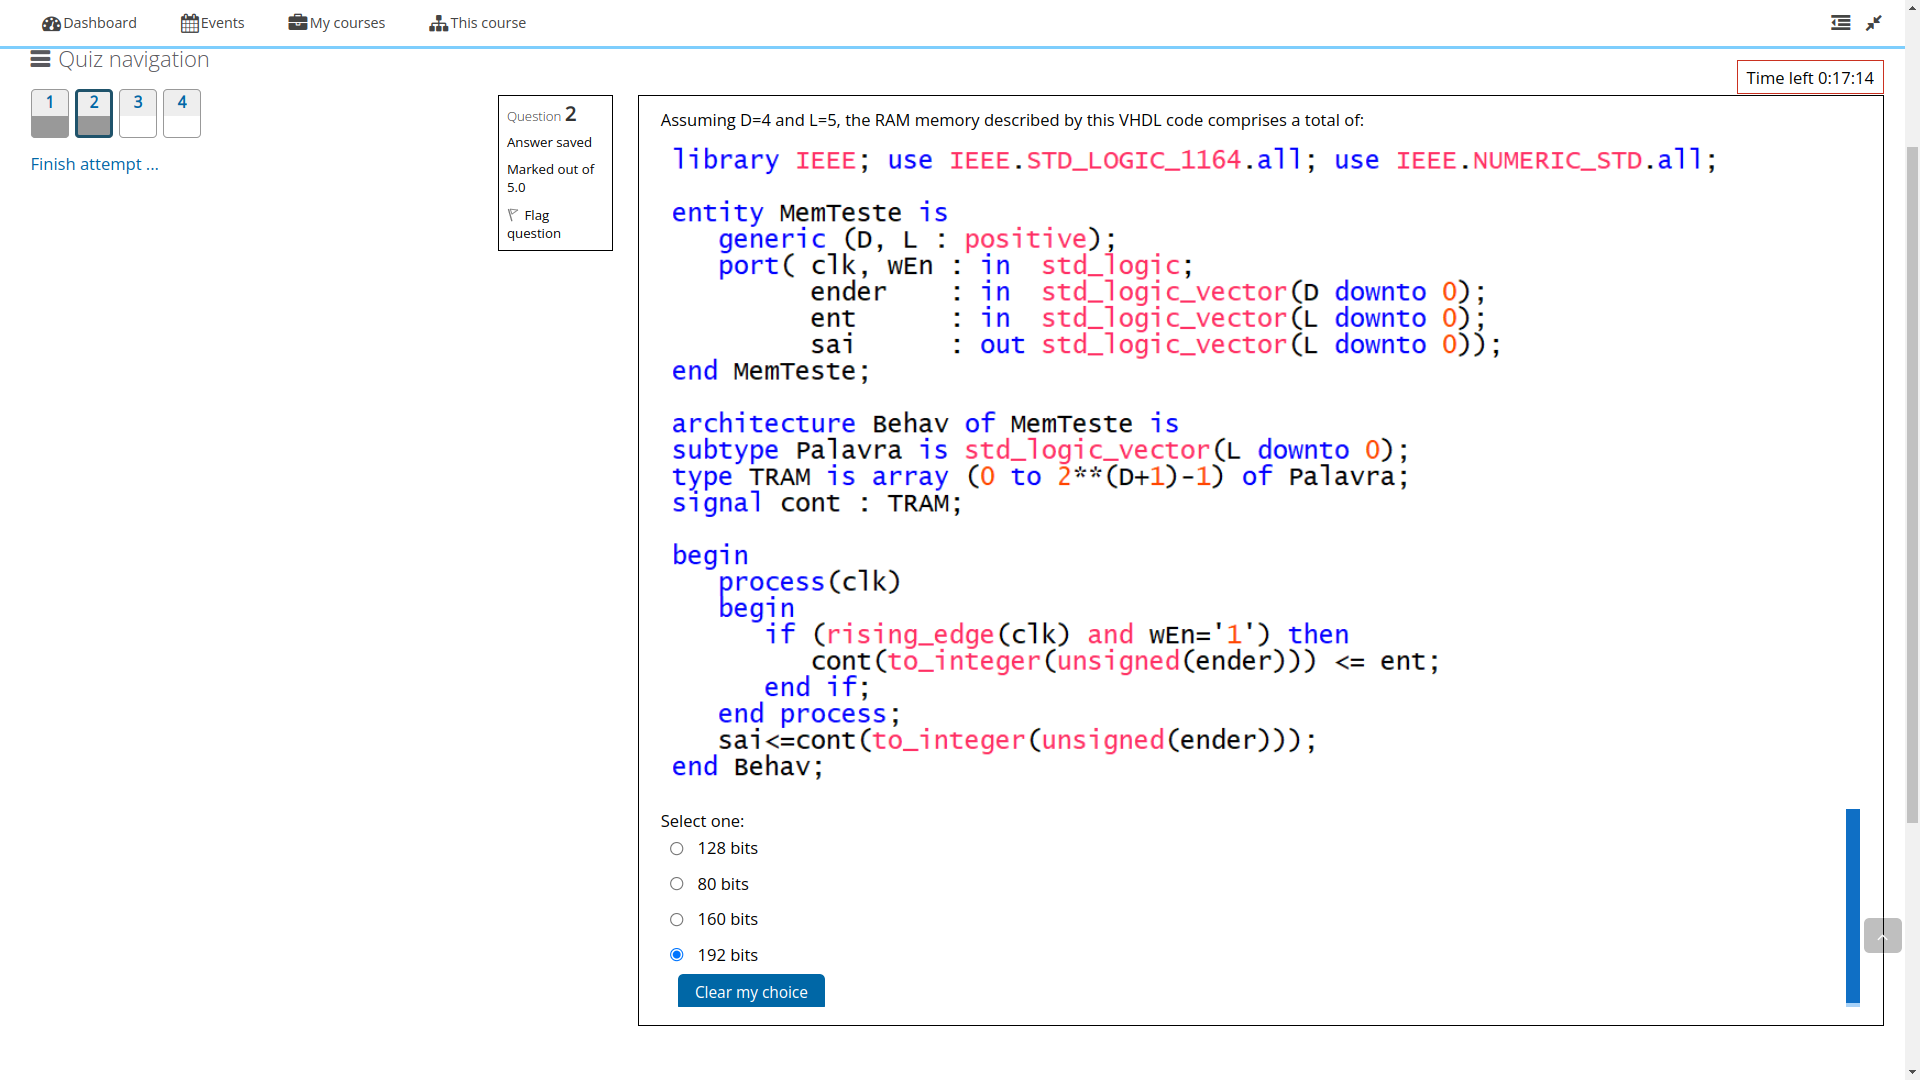 Dashboard
Events
My courses
This course
Quiz navigation
1
2
3
4
Finish attempt ...
Time left 0:17:14
Question 2
Answer saved
Marked out of
5.0
Flag
question
Assuming D=4 and L=5, the RAM memory described by this VHDL code comprises a total of:
library IEEE; use IEEE.STD_LOGIC_1164.all; use IEEE.NUMERIC_STD.all;
entity MemTeste is
generic (D, L : positive);
port( clk, wEn : in std_logic;
ender : in std_logic_vector(D downto 0);
ent : in std_logic_vector(L downto 0);
sai : out std_logic_vector(L downto 0));
end MemTeste;
architecture Behav of MemTeste is
subtype Palavra is std_logic_vector(L downto 0);
type TRAM is array (0 to 2**(D+1)-1) of Palavra;
signal cont : TRAM;
begin
process(clk)
begin
if (rising_edge(clk) and wEn='1') then
cont(to_integer(unsigned(ender))) <= ent;
end if;
end process;
sai<=cont(to_integer(unsigned(ender)));
end Behav;
Select one:
128 bits
80 bits
160 bits
192 bits
Clear my choice